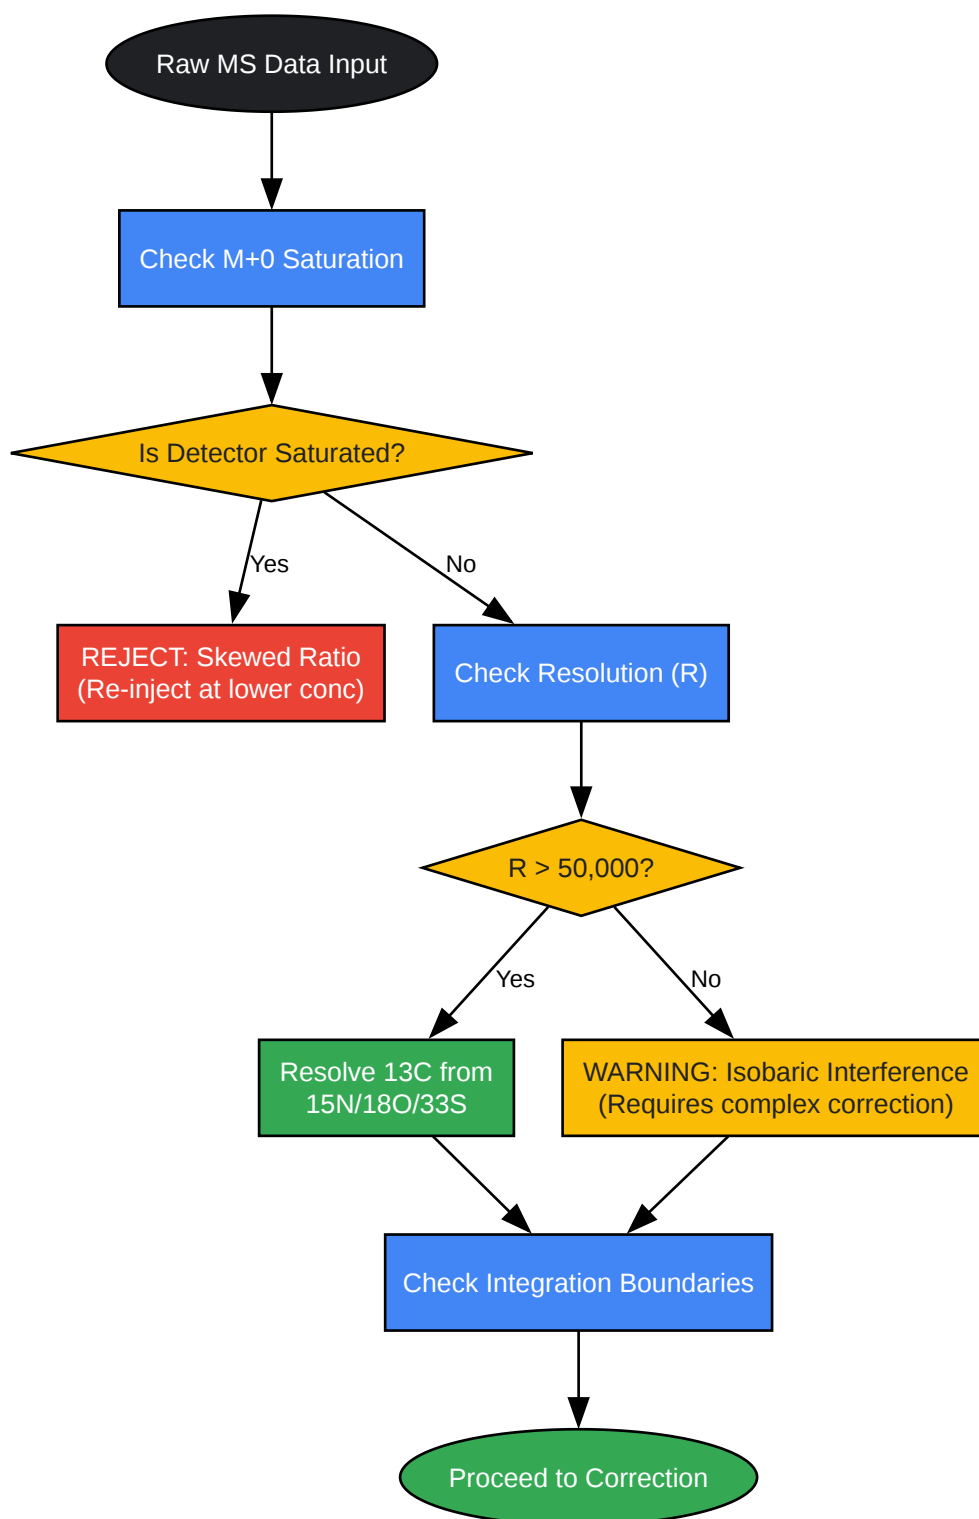 Raw MS Data Input
Check M+0 Saturation
Is Detector Saturated?
Yes
No
REJECT: Skewed Ratio
(Re-inject at lower conc)
Check Resolution (R)
R > 50,000?
Yes
No
Resolve 13C from
15N/18O/33S
WARNING: Isobaric Interference
(Requires complex correction)
Check Integration Boundaries
Proceed to Correction